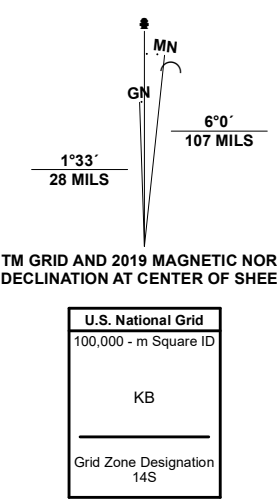 MN
GN
6°0´
107 MILS
1°33´
28 MILS
TM GRID AND 2019 MAGNETIC NOR
DECLINATION AT CENTER OF SHEE
U.S. National Grid
100,000 - m Square ID
KB
Grid Zone Designation
14S